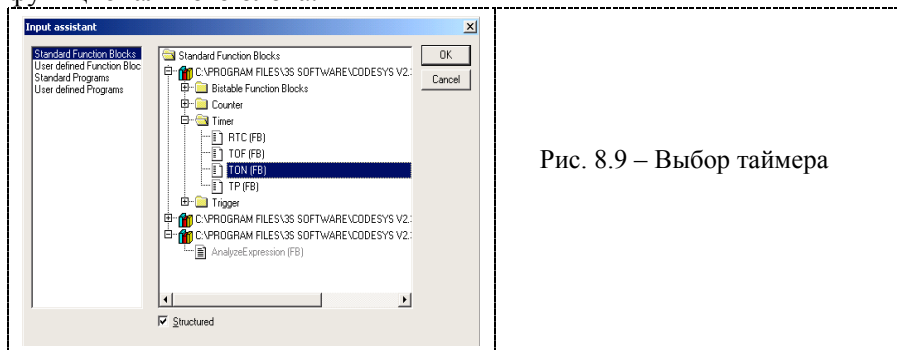 Input assistant
Standard Function Blocks
User defined Function Bloc
Standard Programs
User defined Programs
Standard Function Blocks
C:\PROGRAM FILES\3S SOFTWARE\CODESYS V2.
Bistable Function Blocks
Counter
Timer
RTC (FB)
TOF (FB)
TON (FB)
TP (FB)
Trigger
C:\PROGRAM FILES\3S SOFTWARE\CODESYS V2.
C:\PROGRAM FILES\3S SOFTWARE\CODESYS V2.
AnalyzeExpression (FB)
Structured
OK
Cancel
Рис. 8.9 – Выбор таймера